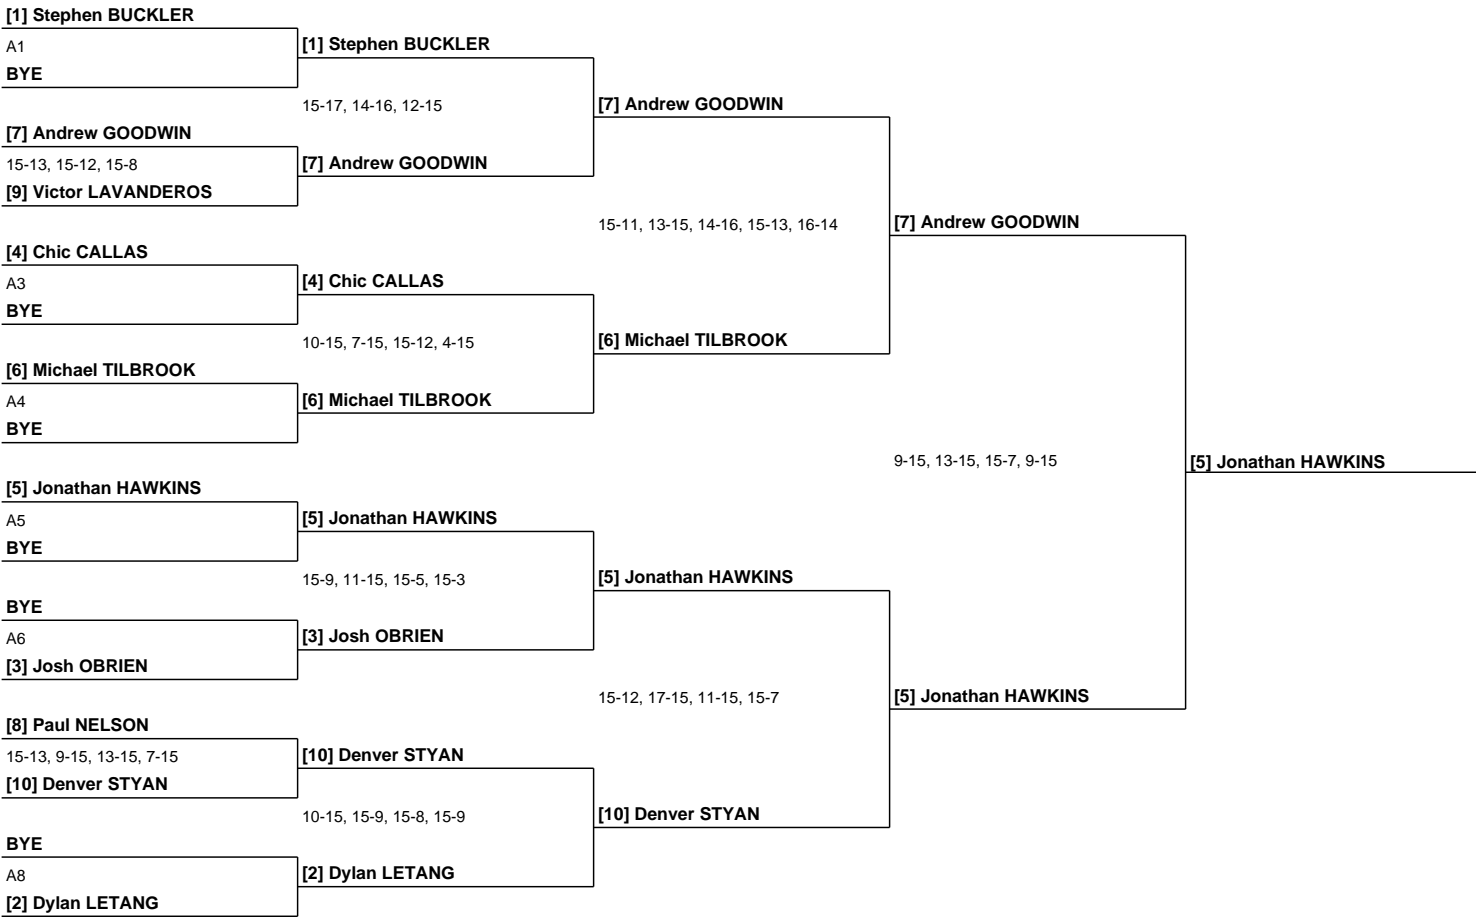 [1] Stephen BUCKLER
A1
BYE
[7] Andrew GOODWIN
15-13, 15-12, 15-8
[9] Victor LAVANDEROS
[4] Chic CALLAS
A3
BYE
[6] Michael TILBROOK
A4
BYE
[5] Jonathan HAWKINS
A5
BYE
BYE
A6
[3] Josh OBRIEN
[8] Paul NELSON
15-13, 9-15, 13-15, 7-15
[10] Denver STYAN
BYE
A8
[2] Dylan LETANG
[1] Stephen BUCKLER
15-17, 14-16, 12-15
[7] Andrew GOODWIN
[4] Chic CALLAS
10-15, 7-15, 15-12, 4-15
[6] Michael TILBROOK
[5] Jonathan HAWKINS
15-9, 11-15, 15-5, 15-3
[3] Josh OBRIEN
[10] Denver STYAN
10-15, 15-9, 15-8, 15-9
[2] Dylan LETANG
[7] Andrew GOODWIN
15-11, 13-15, 14-16, 15-13, 16-14
[6] Michael TILBROOK
[5] Jonathan HAWKINS
15-12, 17-15, 11-15, 15-7
[10] Denver STYAN
[7] Andrew GOODWIN
9-15, 13-15, 15-7, 9-15
[5] Jonathan HAWKINS
[5] Jonathan HAWKINS